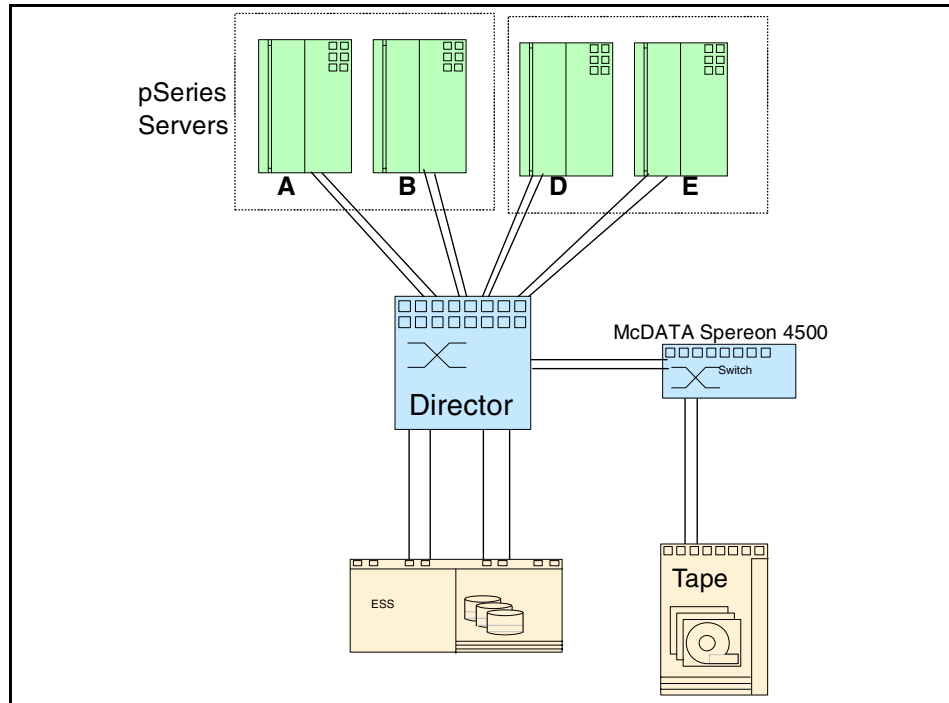 pSeries
Servers
A
B
D
E
McDATA Spereon 4500
Switch
Director
ESS
Tape